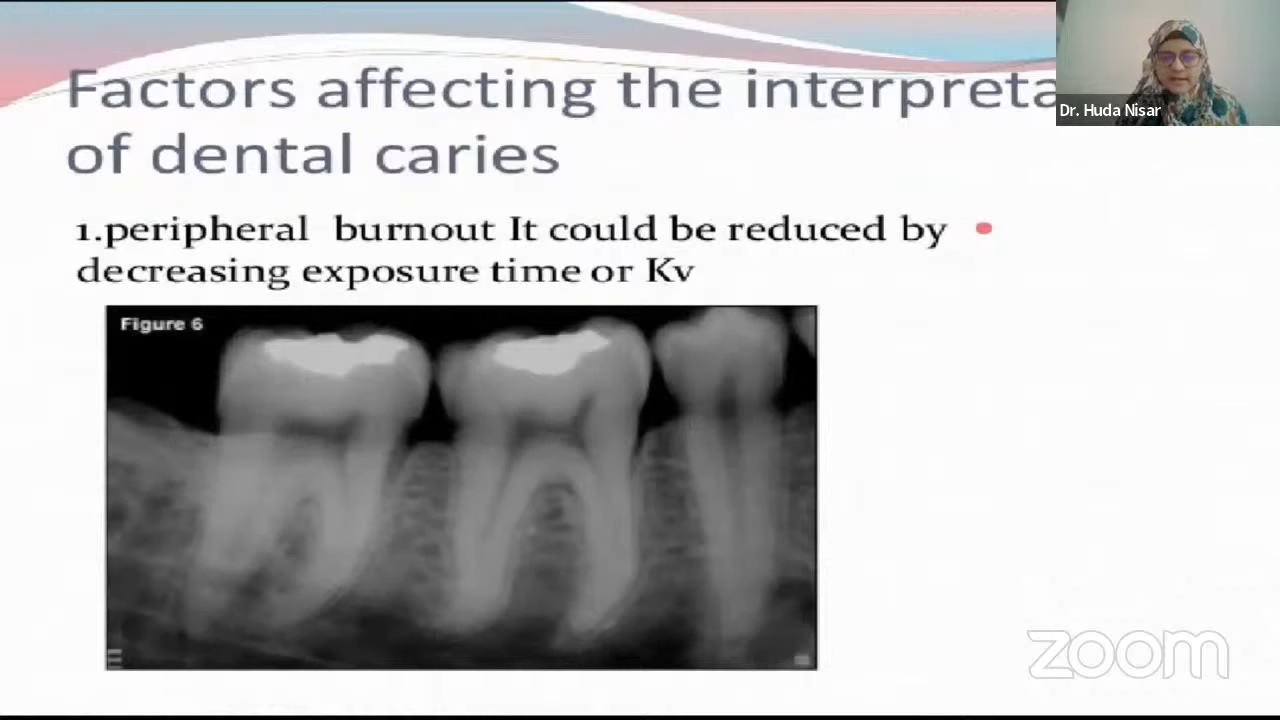 Factors affecting the interpreta
of dental caries
Dr. Huda Nisar
1.peripheral burnout It could be reduced by •
decreasing exposure time or Kv
Figure 6
zoom